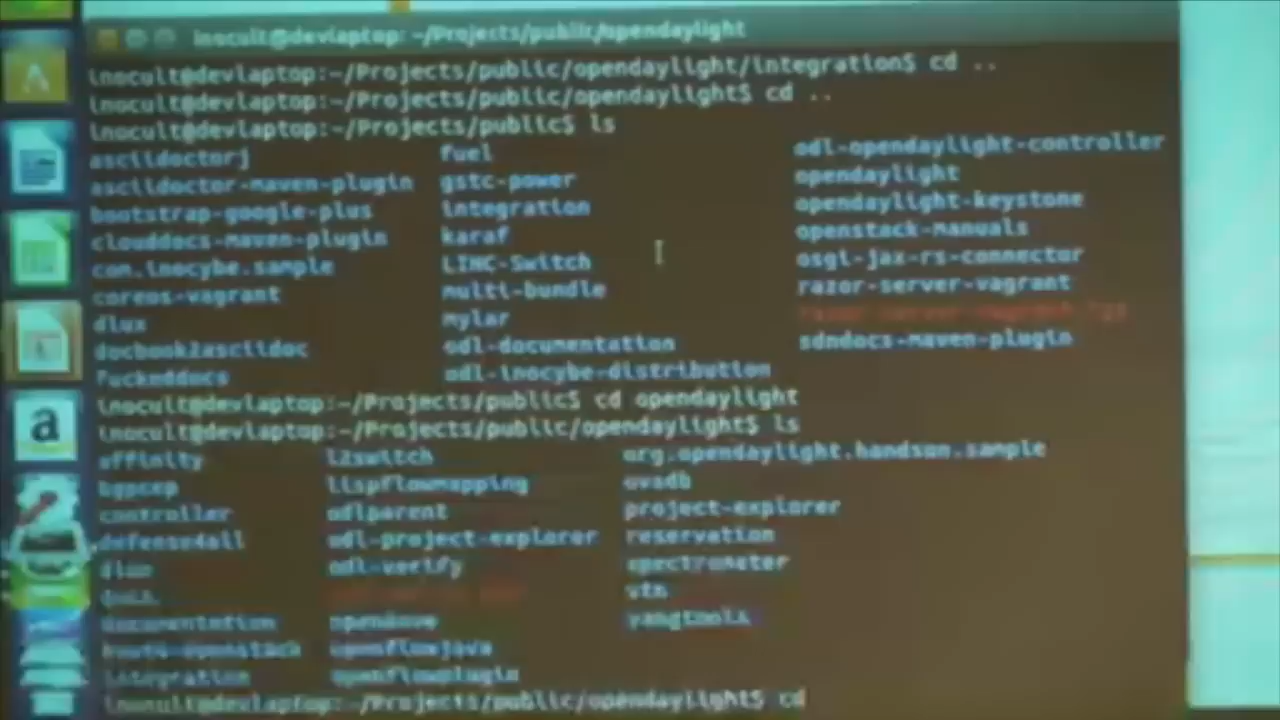 inocult@devlaptop: ~/Projects/public/opendaylight
inocult@devlaptop:~/Projects/public/opendaylight/integration$ cd ..
inocult@devlaptop:~/Projects/public/opendaylight$ cd ..
inocult@devlaptop:~/Projects/public$ ls
asciidoctorj fuel odl-opendaylight-controller
asciidoctor-maven-plugin gstc-power opendaylight
bootstrap-google-plus integration opendaylight-keystone
clouddocs-maven-plugin karaf openstack-manuals
com.inocybe.sample LINC-Switch osgi-jax-rs-connector
coreos-vagrant multi-bundle razor-server-vagrant
dlux mylar
docbook2asciidoc odl-documentation sdndocs-maven-plugin
odl-inocybe-distribution
inocult@devlaptop:~/Projects/public$ cd opendaylight
inocult@devlaptop:~/Projects/public/opendaylight$ ls
affinity l2switch org.opendaylight.handson.sample
bgpcep lispflowmapping ovsdb
controller odlparent project-explorer
defense4all odl-project-explorer reservation
dlux odl-verify spectrometer
docs vtn
documentation opendove yangtools
howto-openstack openflowjava
integration openflowplugin
inocult@devlaptop:~/Projects/public/opendaylight$ cd
a